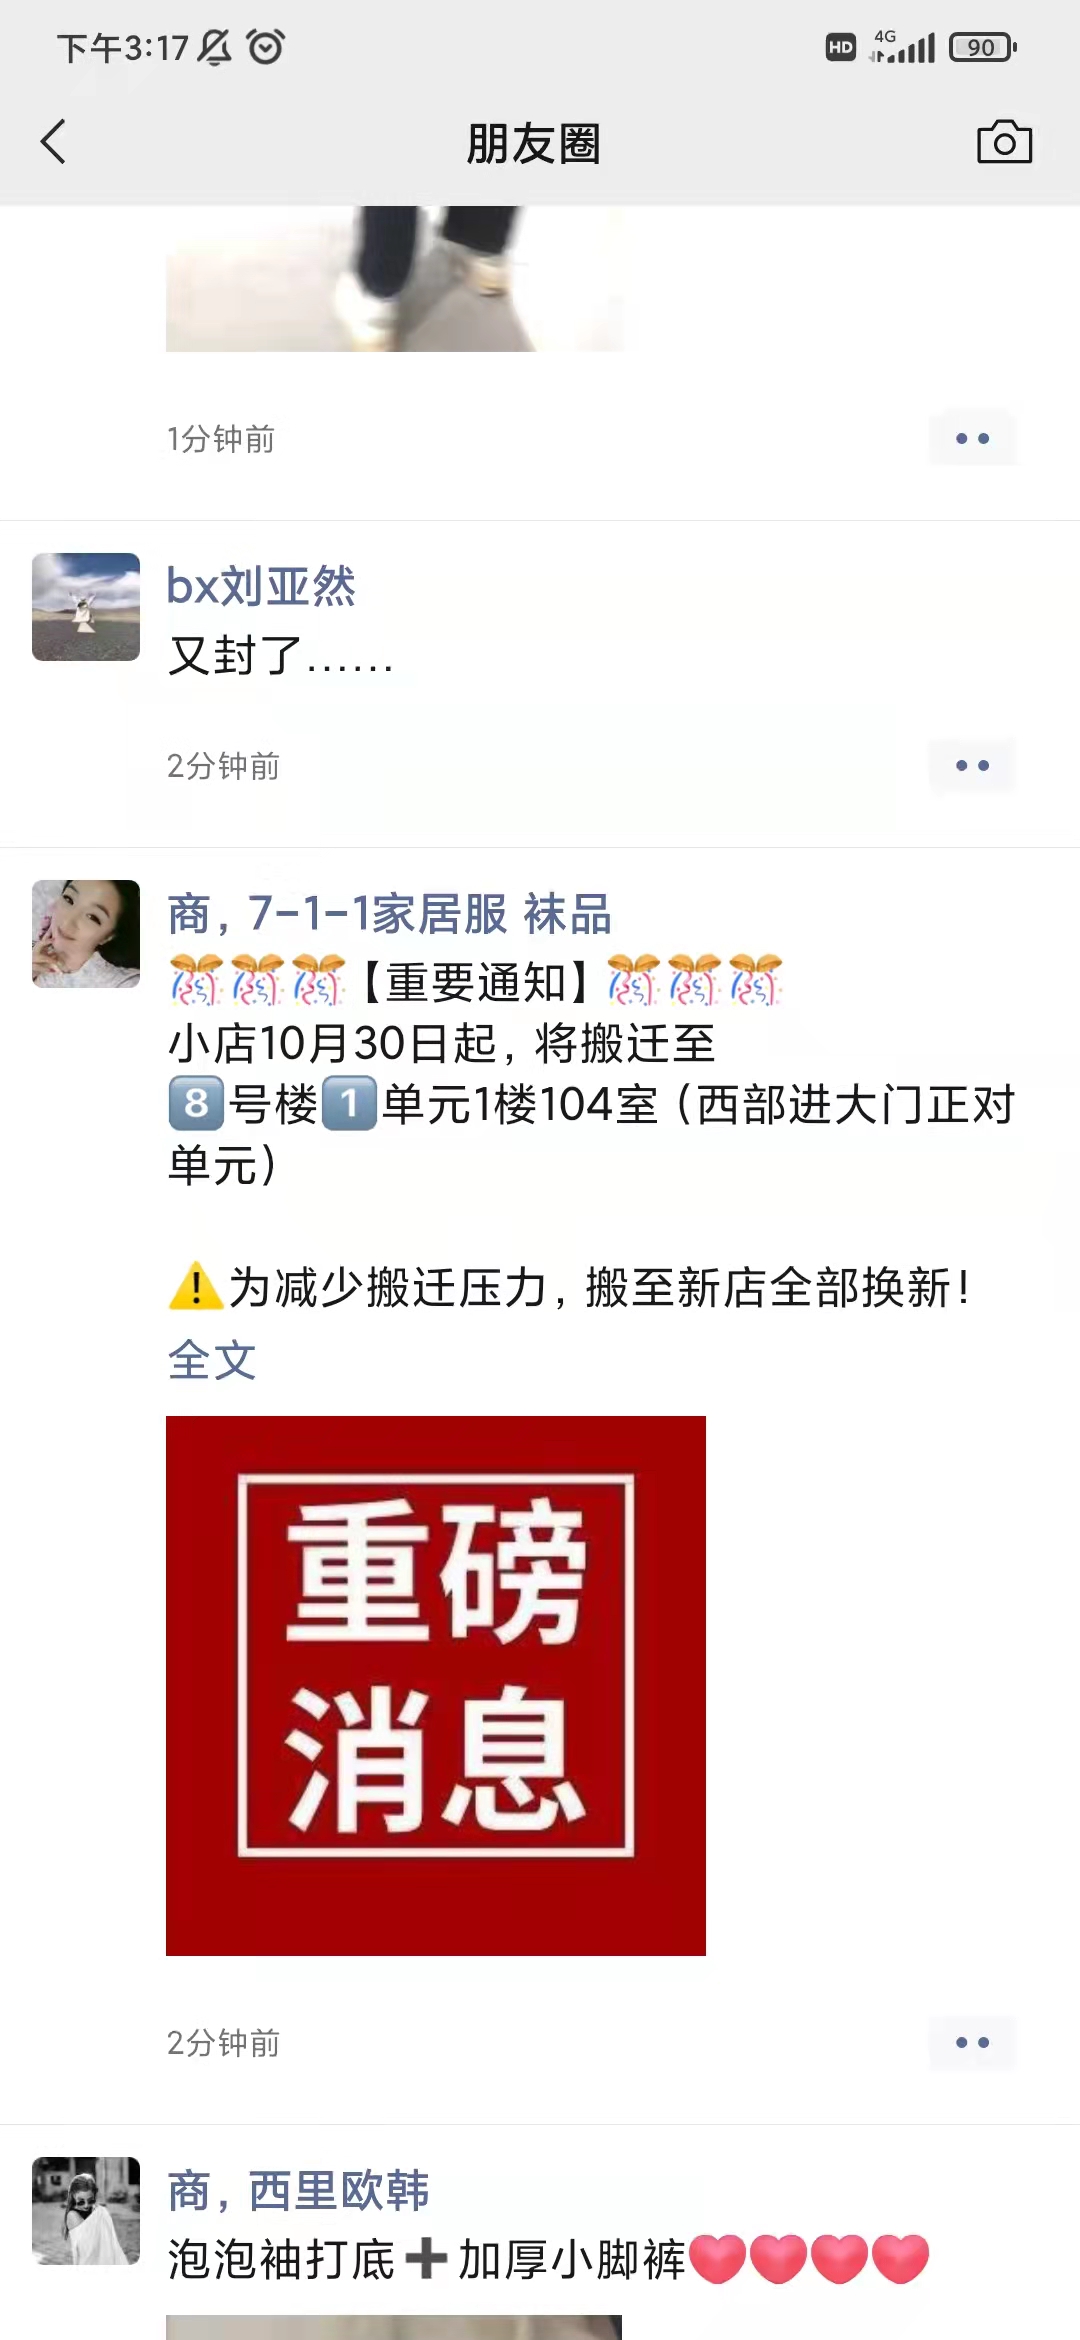 下午3:17
HD 4G 90
朋友圈
1分钟前
bx刘亚然
又封了......
2分钟前
商, 7-1-1家居服 袜品
🎊🎊🎊【重要通知】🎊🎊🎊
小店10月30日起, 将搬迁至
8️⃣号楼1️⃣单元1楼104室 (西部进大门正对
单元)
⚠️为减少搬迁压力, 搬至新店全部换新!
全文
重磅
消息
2分钟前
商, 西里欧韩
泡泡袖打底➕加厚小脚裤❤❤❤❤